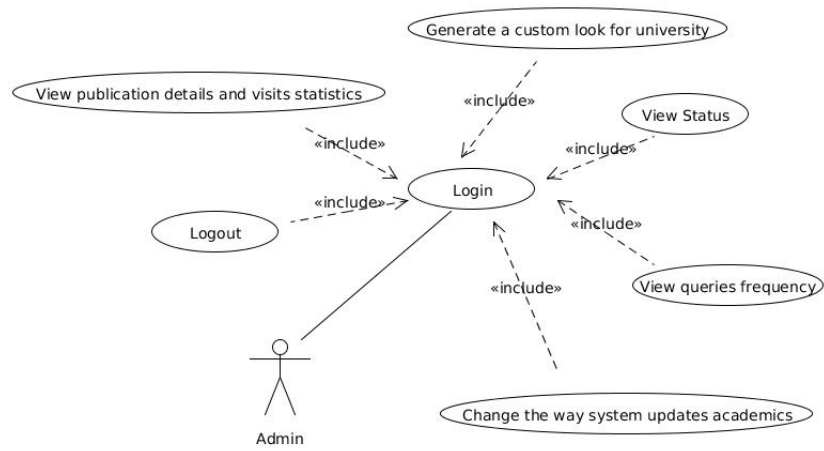 Generate a custom look for university
View publication details and visits statistics
«include»
View Status
«include»
«include»
Login
«include»
Logout
«include»
View queries frequency
«include»
Change the way system updates academics
Admin